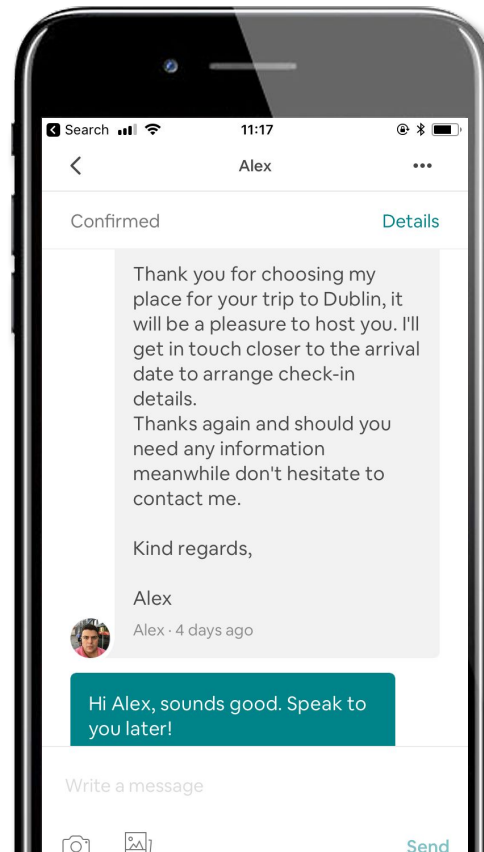 Search 11:17
Alex
Confirmed Details
Thank you for choosing my
place for your trip to Dublin, it
will be a pleasure to host you. I'll
get in touch closer to the arrival
date to arrange check-in
details.
Thanks again and should you
need any information
meanwhile don't hesitate to
contact me.
Kind regards,
Alex
Alex · 4 days ago
Hi Alex, sounds good. Speak to
you later!
Write a message
Send